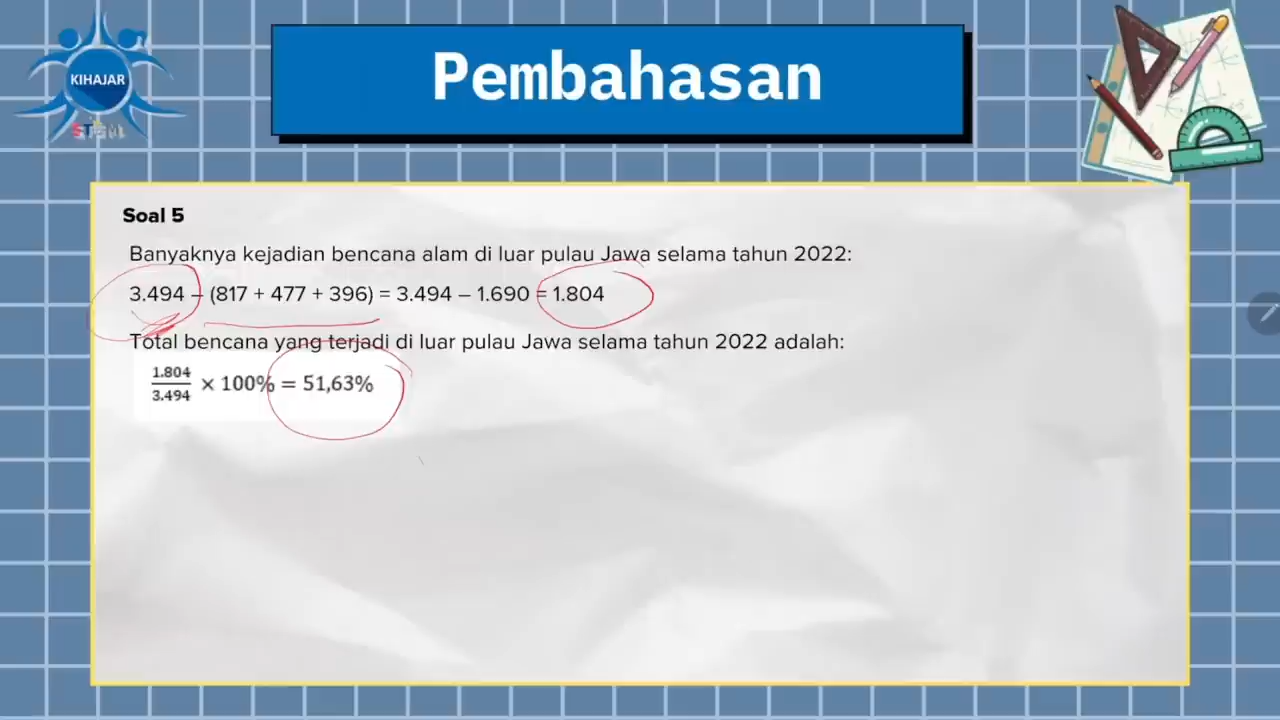 KIHAJAR
STEM
Pembahasan
Soal 5
Banyaknya kejadian bencana alam di luar pulau Jawa selama tahun 2022:
3.494 – (817 + 477 + 396) = 3.494 – 1.690 = 1.804
Total bencana yang terjadi di luar pulau Jawa selama tahun 2022 adalah:
1.804
3.494
× 100% = 51,63%